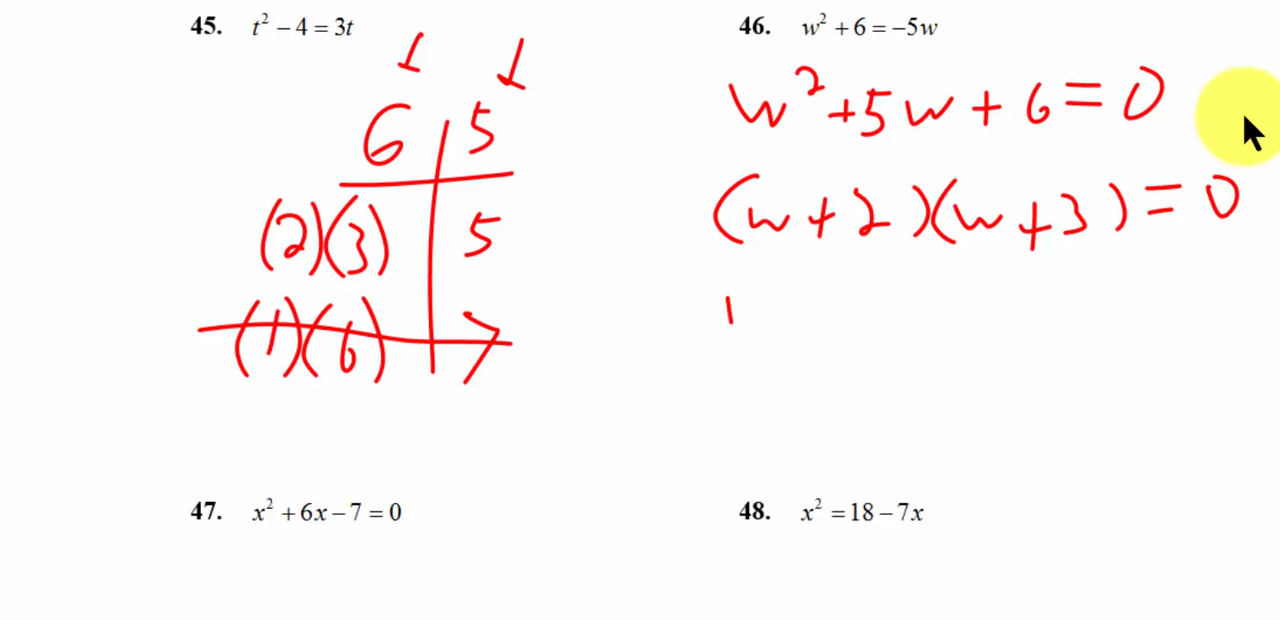 45. t² – 4 = 3t
1 1
6 5
(2)(3) 5
(1)(6) 7
46. w² + 6 = –5w
w² + 5w + 6 = 0
(w + 2)(w + 3) = 0
47. x² + 6x – 7 = 0
48. x² = 18 – 7x